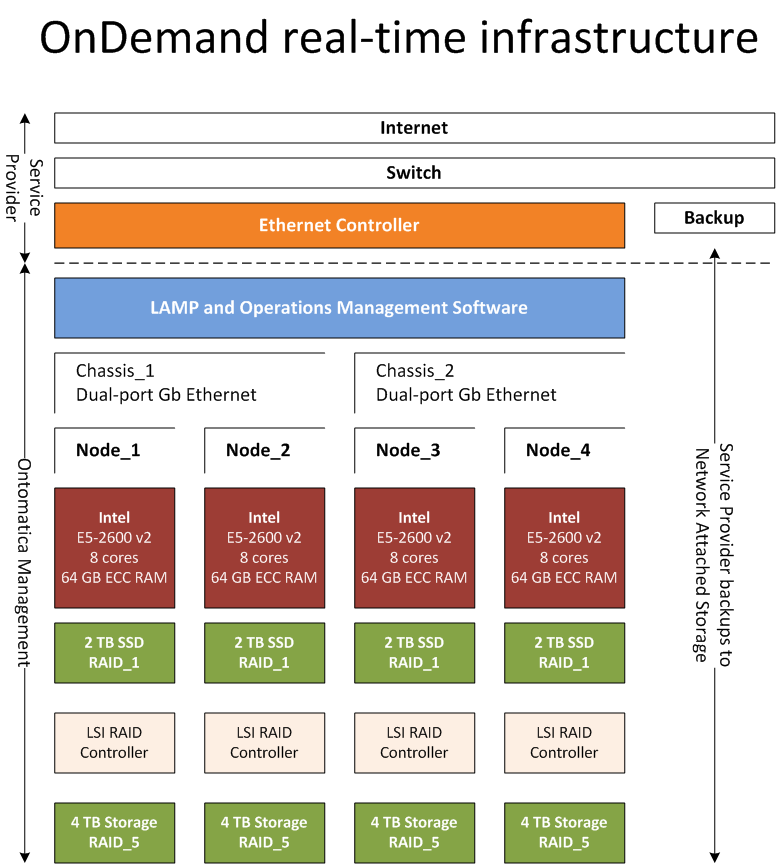 OnDemand real-time infrastructure
Service
Provider
Internet
Switch
Ethernet Controller
Backup
LAMP and Operations Management Software
Chassis_1
Dual-port Gb Ethernet
Chassis_2
Dual-port Gb Ethernet
Node_1
Node_2
Node_3
Node_4
Intel
E5-2600 v2
8 cores
64 GB ECC RAM
Intel
E5-2600 v2
8 cores
64 GB ECC RAM
Intel
E5-2600 v2
8 cores
64 GB ECC RAM
Intel
E5-2600 v2
8 cores
64 GB ECC RAM
2 TB SSD
RAID_1
2 TB SSD
RAID_1
2 TB SSD
RAID_1
2 TB SSD
RAID_1
LSI RAID
Controller
LSI RAID
Controller
LSI RAID
Controller
LSI RAID
Controller
4 TB Storage
RAID_5
4 TB Storage
RAID_5
4 TB Storage
RAID_5
4 TB Storage
RAID_5
Ontomatica Management
Service Provider backups to
Network Attached Storage